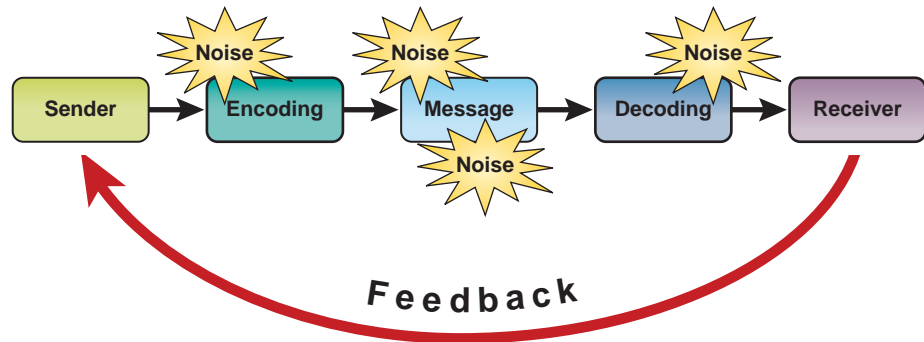 Noise
Noise
Noise
Sender
Encoding
Message
Decoding
Receiver
Noise
Feedback